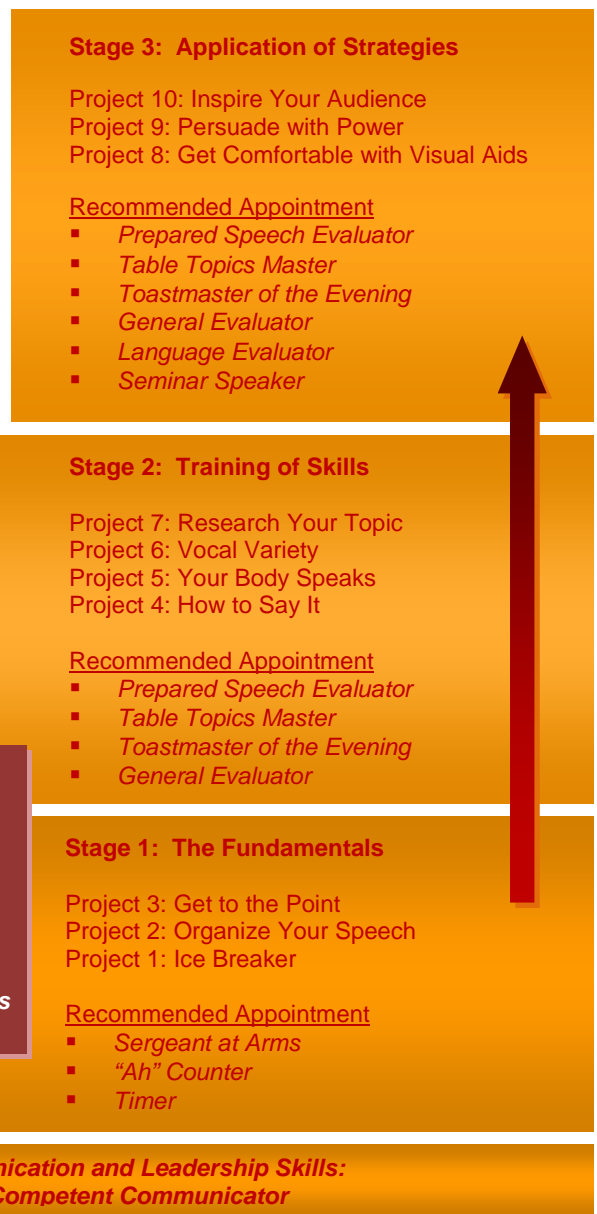 Stage 3: Application of Strategies
Project 10: Inspire Your Audience
Project 9: Persuade with Power
Project 8: Get Comfortable with Visual Aids
Recommended Appointment
▪ Prepared Speech Evaluator
▪ Table Topics Master
▪ Toastmaster of the Evening
▪ General Evaluator
▪ Language Evaluator
▪ Seminar Speaker
Stage 2: Training of Skills
Project 7: Research Your Topic
Project 6: Vocal Variety
Project 5: Your Body Speaks
Project 4: How to Say It
Recommended Appointment
▪ Prepared Speech Evaluator
▪ Table Topics Master
▪ Toastmaster of the Evening
▪ General Evaluator
Stage 1: The Fundamentals
Project 3: Get to the Point
Project 2: Organize Your Speech
Project 1: Ice Breaker
s
Recommended Appointment
▪ Sergeant at Arms
▪ “Ah” Counter
▪ Timer
nication and Leadership Skills:
Competent Communicator